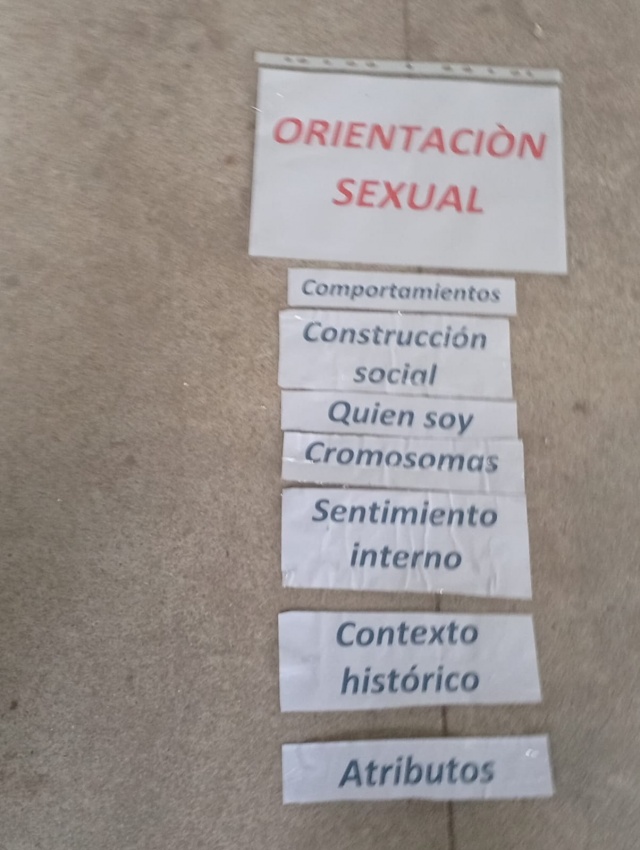 ORIENTACIÒN
SEXUAL
Comportamientos
Construcción
social
Quien soy
Cromosomas
Sentimiento
interno
Contexto
histórico
Atributos